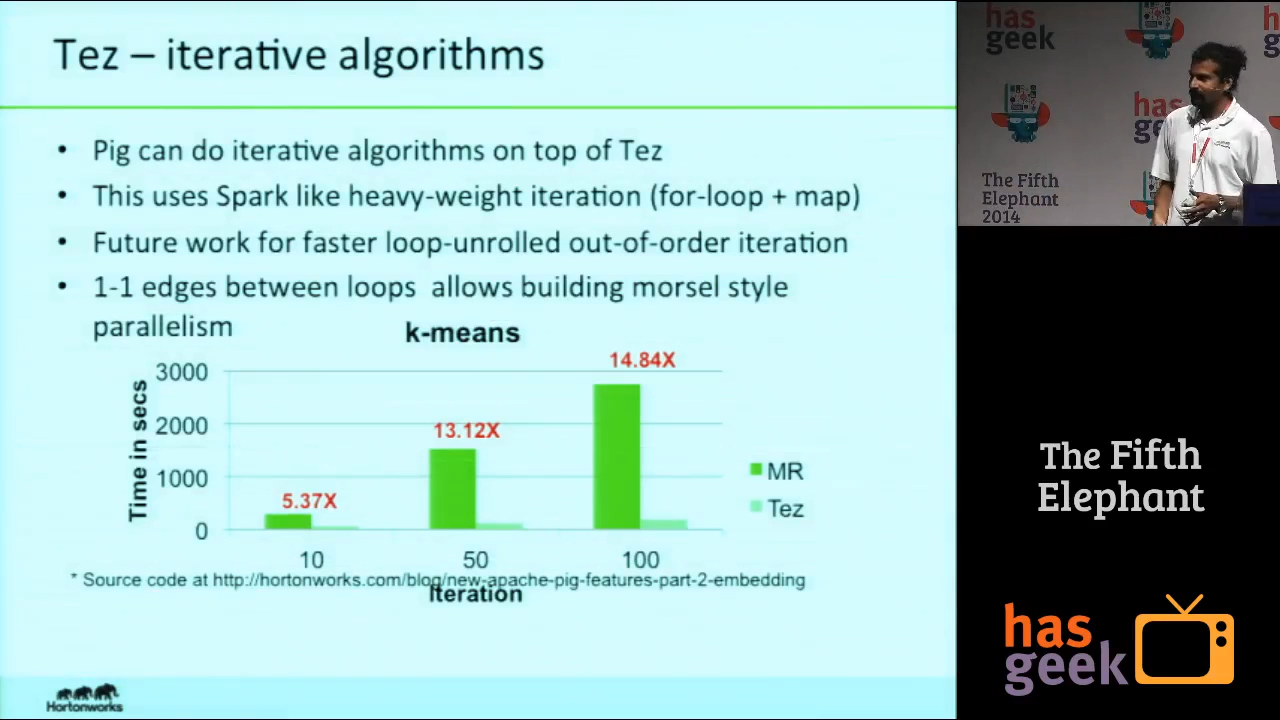 Tez – iterative algorithms
• Pig can do iterative algorithms on top of Tez
• This uses Spark like heavy-weight iteration (for-loop + map)
• Future work for faster loop-unrolled out-of-order iteration
• 1-1 edges between loops allows building morsel style
parallelism
k-means
Time in secs
3000
2000
1000
0
5.37X
13.12X
14.84X
10
50
100
Iteration
MR
Tez
* Source code at http://hortonworks.com/blog/new-apache-pig-features-part-2-embedding
Hortonworks
has
geek
h
has
ge
The Fifth
Elephant
2014
The Fifth
Elephant
has
geek